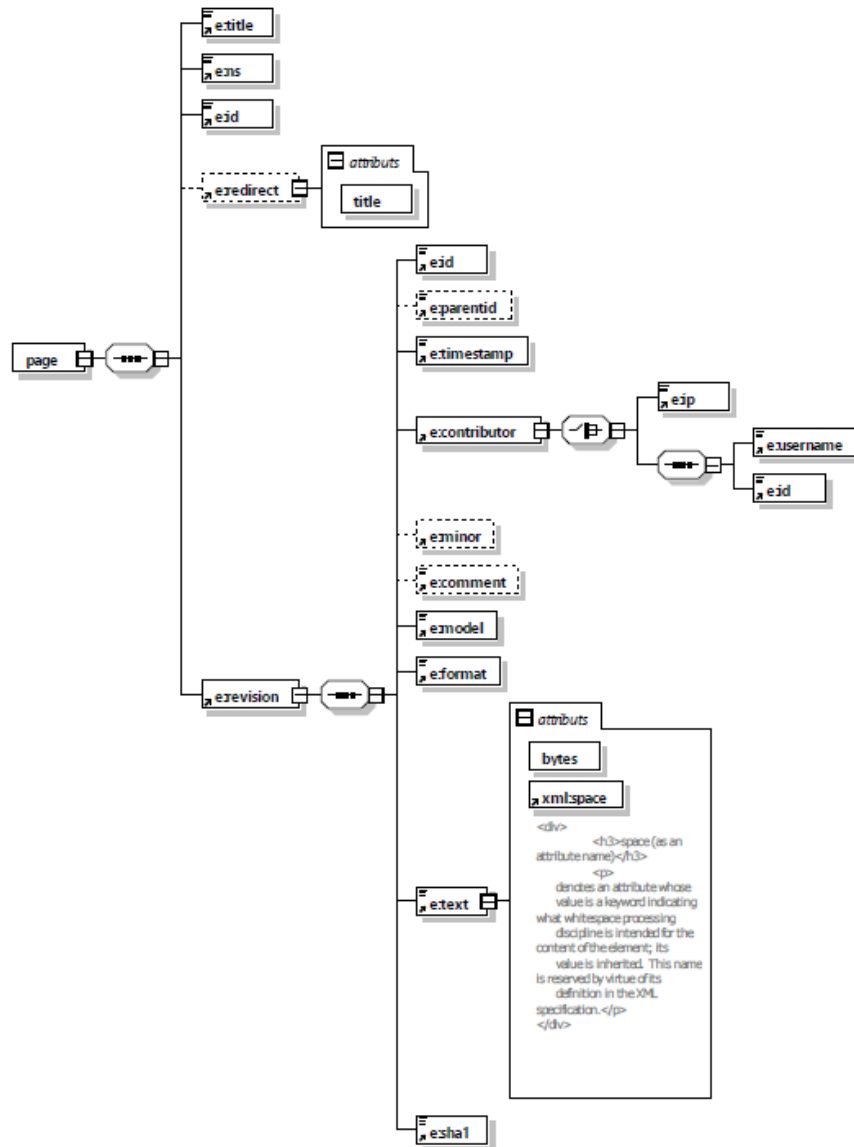 e:title
e:ns
e:id
attributs
e:redirect
title
e:id
e:parentid
e:timestamp
page
e:ip
e:contributor
e:username
e:id
e:minor
e:comment
e:model
e:format
e:revision
attributs
bytes
xml:space
<div>
<h3>space (as an
attribute name)</h3>
<p>
denotes an attribute whose
value is a keyword indicating
what whitespace processing
discipline is intended for the
content of the element; its
value is inherited.  This name
is reserved by virtue of its
definition in the XML
specification.</p>
</div>
e:text
e:sha1